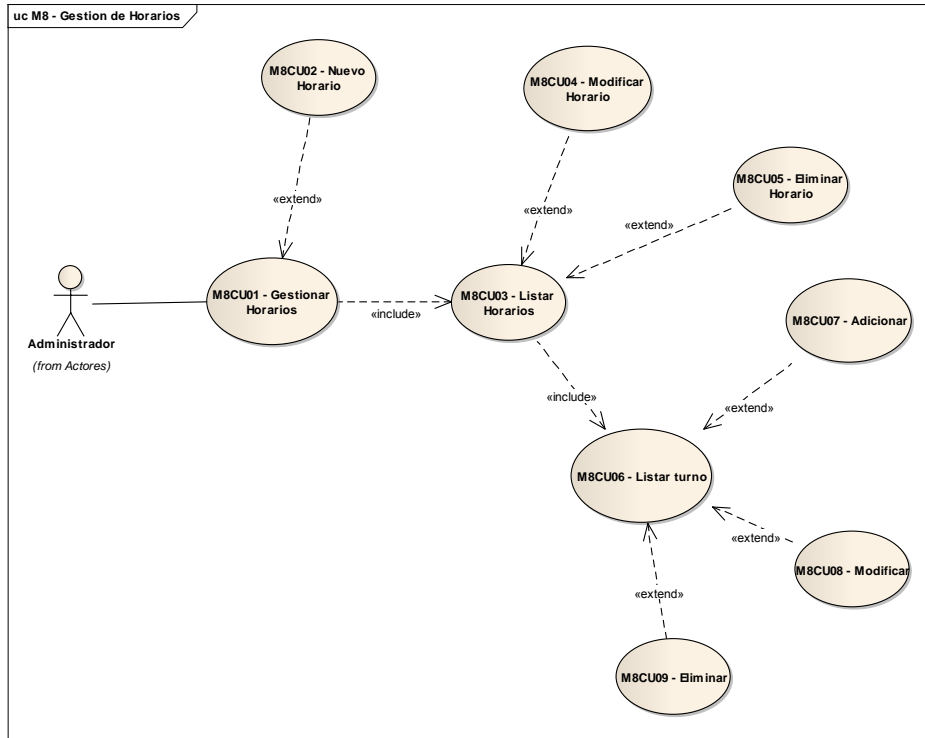 uc M8 - Gestion de Horarios
M8CU02 - Nuevo
Horario
M8CU04 - Modificar
Horario
M8CU05 - Eliminar
Horario
«extend»
«extend»
«extend»
M8CU01 - Gestionar
Horarios
«include»
M8CU03 - Listar
Horarios
M8CU07 - Adicionar
Administrador
(from Actores)
«include»
«extend»
M8CU06 - Listar turno
«extend»
M8CU08 - Modificar
«extend»
M8CU09 - Eliminar